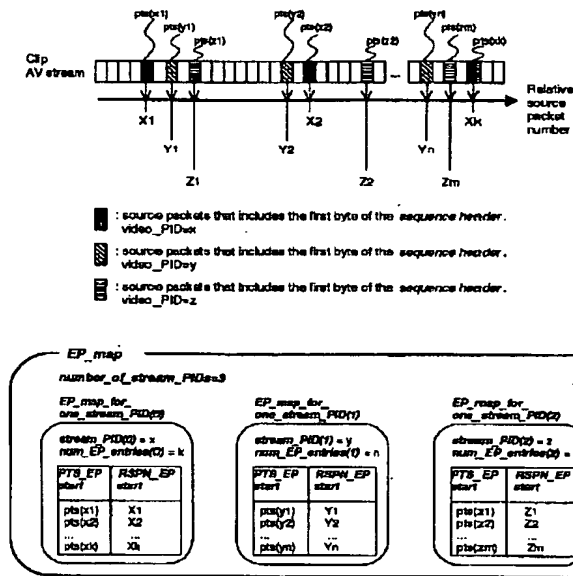 pts(x1) pts(y2) pts(yn)
pts(y1) pts(x2) pts(zm)
pts(z1) pts(z2) pts(xk)
Clip
AV stream
...
Relative
source
packet
number
X1 X2 Xk
Y1 Y2 Yn
Z1 Z2 Zm
: source packets that includes the first byte of the sequence header.
video_PID=x
: source packets that includes the first byte of the sequence header.
video_PID=y
: source packets that includes the first byte of the sequence header.
video_PID=z
EP_map
number_of_stream_PIDs=3
EP_map_for_
one_stream_PID(0)
stream_PID(0) = x
num_EP_entries(0) = k
PTS_EP RSPN_EP
start start
pts(x1) X1
pts(x2) X2
... ...
pts(xk) Xk
EP_map_for_
one_stream_PID(1)
stream_PID(1) = y
num_EP_entries(1) = n
PTS_EP RSPN_EP
start start
pts(y1) Y1
pts(y2) Y2
... ...
pts(yn) Yn
EP_map_for_
one_stream_PID(2)
stream_PID(2) = z
num_EP_entries(2) =
PTS_EP RSPN_EP
start start
pts(z1) Z1
pts(z2) Z2
... ...
pts(zm) Zm